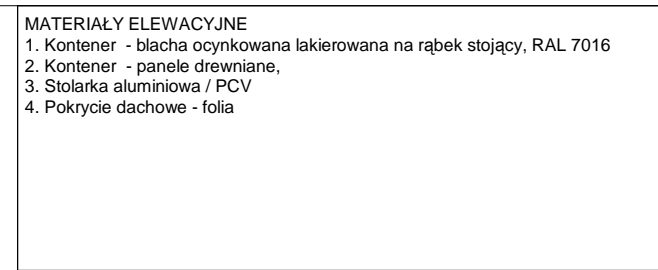 MATERIAŁY ELEWACYJNE
1. Kontener - blacha ocynkowana lakierowana na rąbek stojący, RAL 7016
2. Kontener - panele drewniane,
3. Stolarka aluminiowa / PCV
4. Pokrycie dachowe - folia